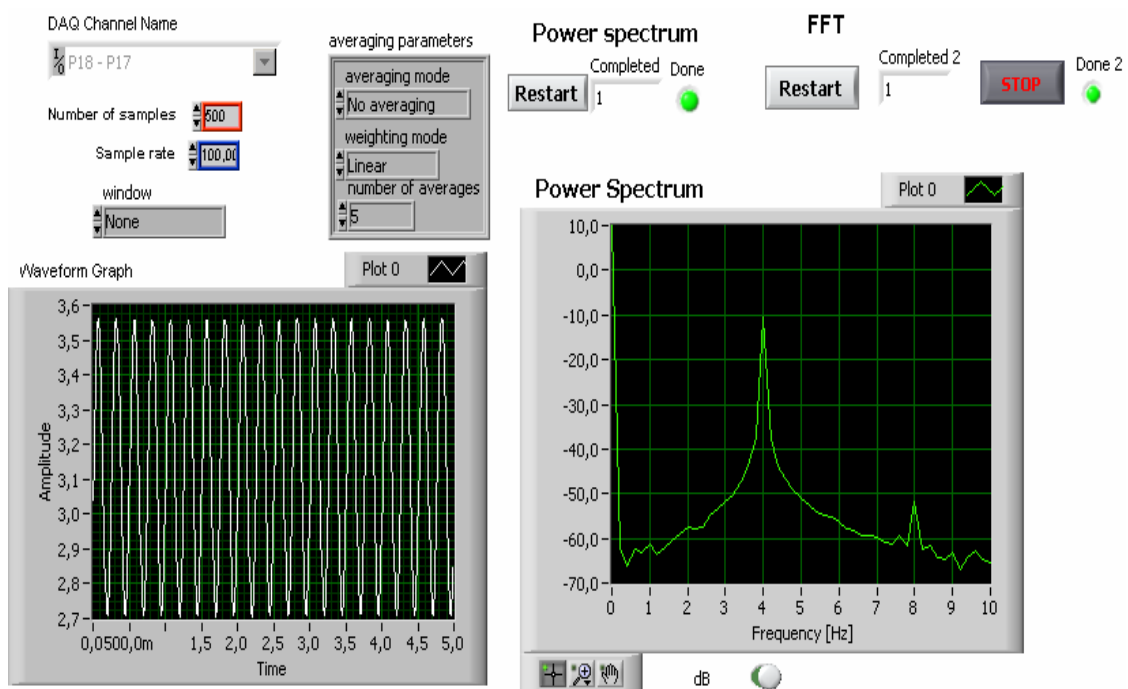 DAQ Channel Name
I/O P18 - P17
Number of samples 500
Sample rate 100,00
window
None
averaging parameters
averaging mode
No averaging
weighting mode
Linear
number of averages
5
Power spectrum
Restart
Completed
1
Done
FFT
Restart
Completed 2
1
STOP
Done 2
Waveform Graph
Plot 0
3,6
3,5
3,4
3,3
3,2
3,1
3,0
2,9
2,8
2,7
Amplitude
0,0 500,0m 1,5 2,0 2,5 3,0 3,5 4,0 4,5 5,0
Time
Power Spectrum
Plot 0
10,0
0,0
-10,0
-20,0
-30,0
-40,0
-50,0
-60,0
-70,0
0 1 2 3 4 5 6 7 8 9 10
Frequency [Hz]
dB